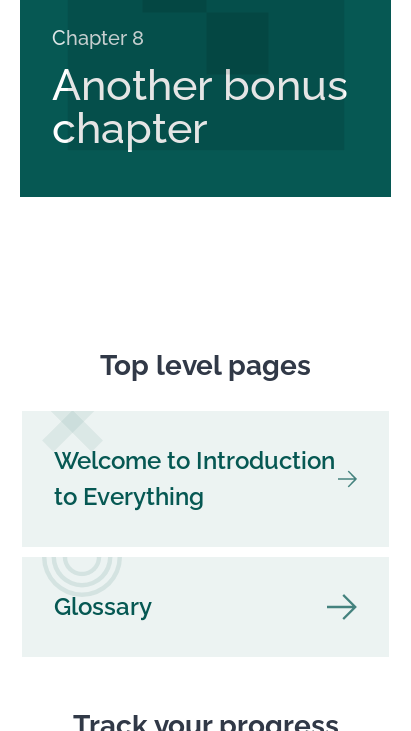 Chapter 8
Another bonus
chapter
Top level pages
Welcome to Introduction
to Everything
Glossary
Track your progress